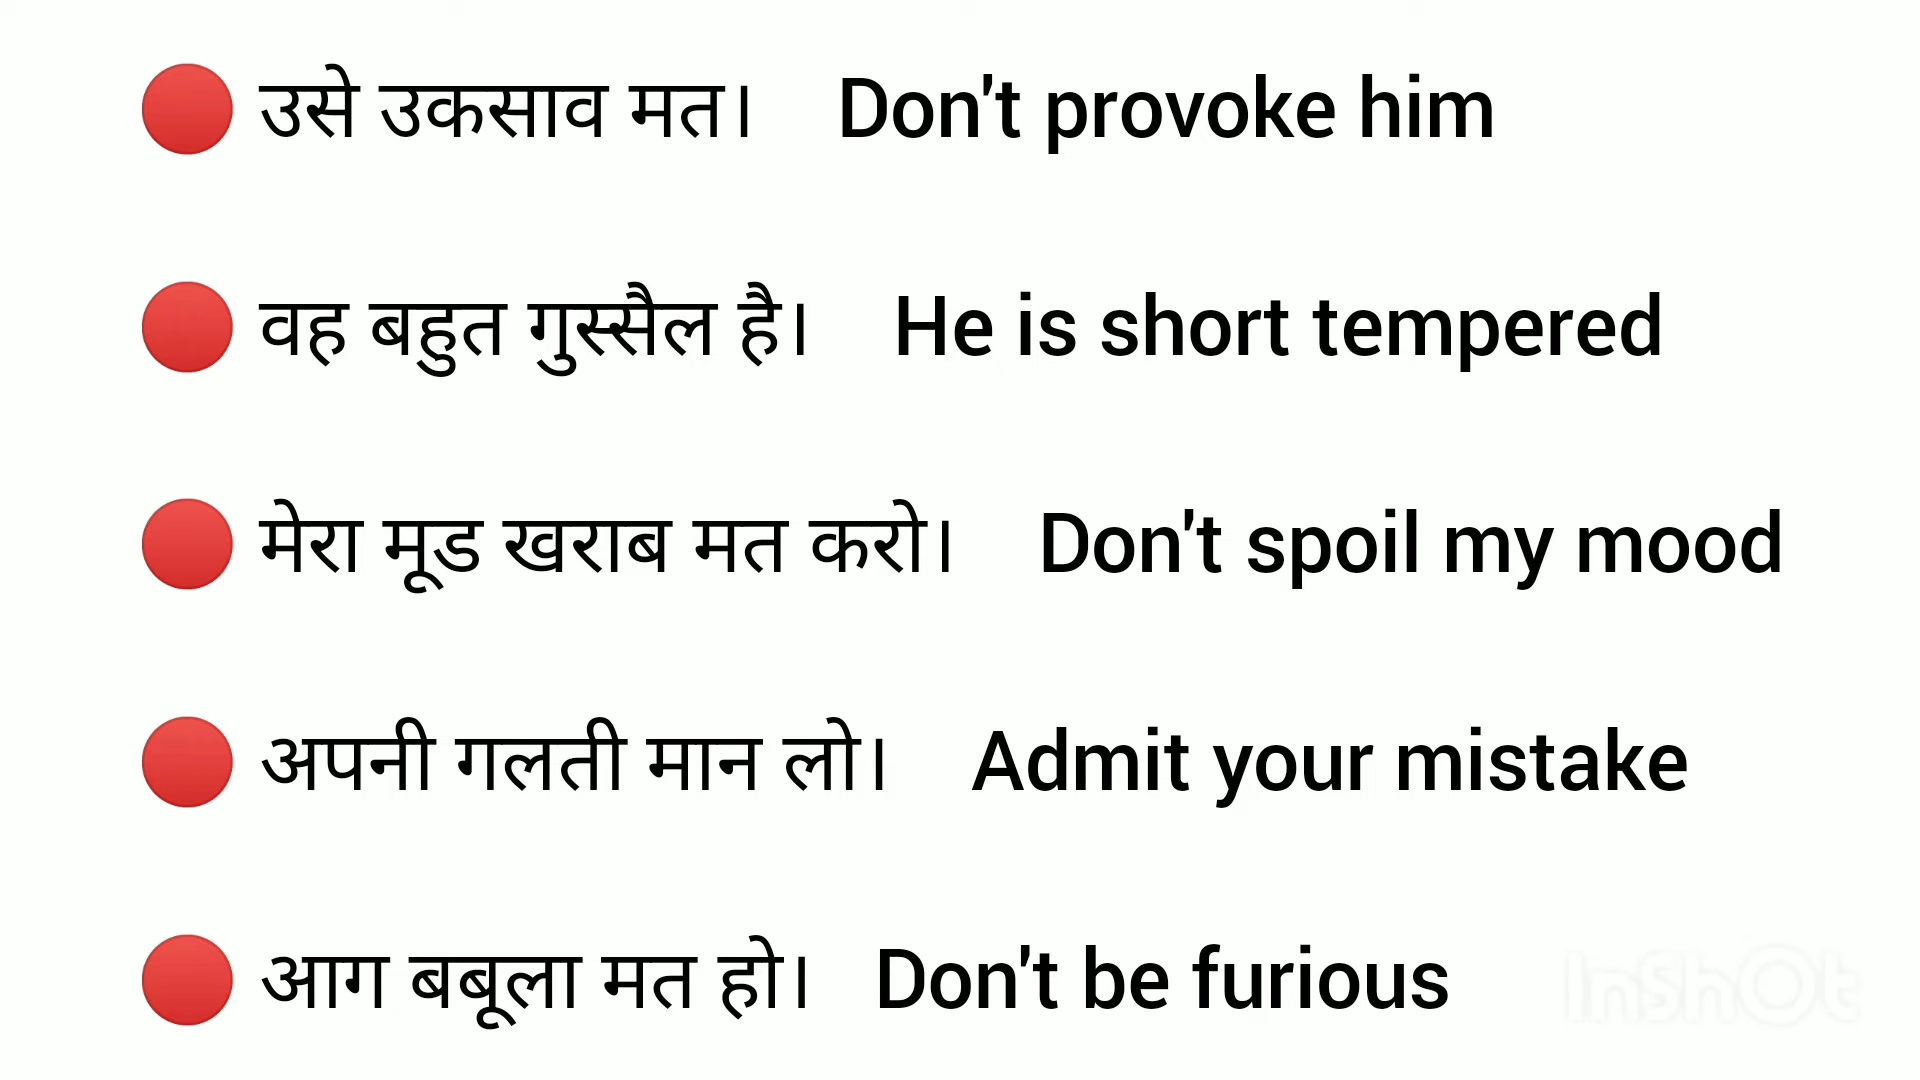 🔴 उसे उकसाव मत।    Don't provoke him
🔴 वह बहुत गुस्सैल है।    He is short tempered
🔴 मेरा मूड खराब मत करो।    Don't spoil my mood
🔴 अपनी गलती मान लो।    Admit your mistake
🔴 आग बबूला मत हो।   Don't be furious
InShOt